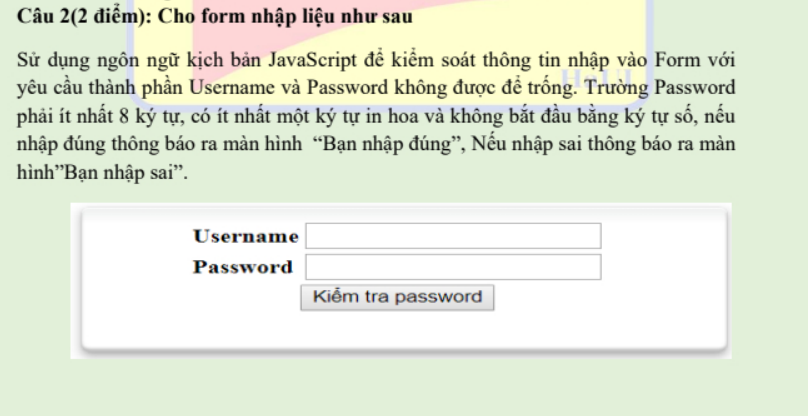 Câu 2(2 điểm): Cho form nhập liệu như sau
Sử dụng ngôn ngữ kịch bản JavaScript để kiểm soát thông tin nhập vào Form với
yêu cầu thành phần Username và Password không được để trống. Trường Password
phải ít nhất 8 ký tự, có ít nhất một ký tự in hoa và không bắt đầu bằng ký tự số, nếu
nhập đúng thông báo ra màn hình “Bạn nhập đúng”, Nếu nhập sai thông báo ra màn
hình”Bạn nhập sai”.
Username
Password
Kiểm tra password